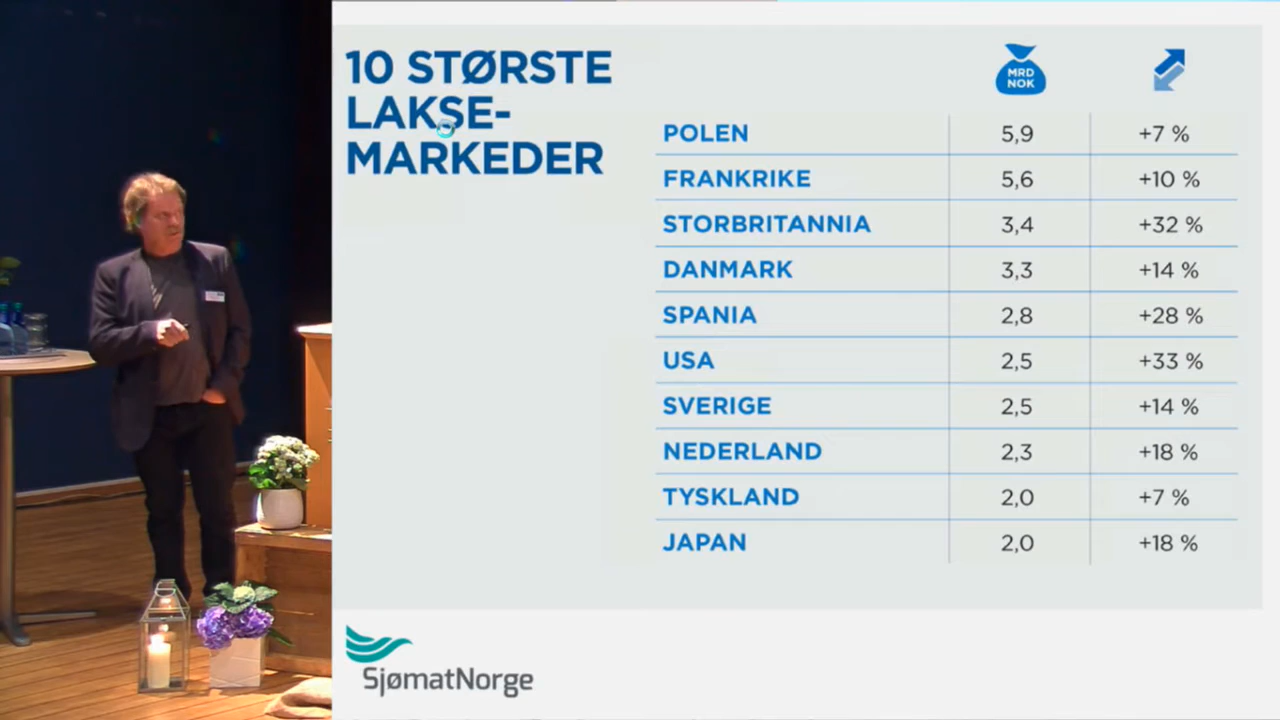 10 STØRSTE
LAKSE-
MARKEDER
MRD
NOK
POLEN 5,9 +7 %
FRANKRIKE 5,6 +10 %
STORBRITANNIA 3,4 +32 %
DANMARK 3,3 +14 %
SPANIA 2,8 +28 %
USA 2,5 +33 %
SVERIGE 2,5 +14 %
NEDERLAND 2,3 +18 %
TYSKLAND 2,0 +7 %
JAPAN 2,0 +18 %
SjømatNorge